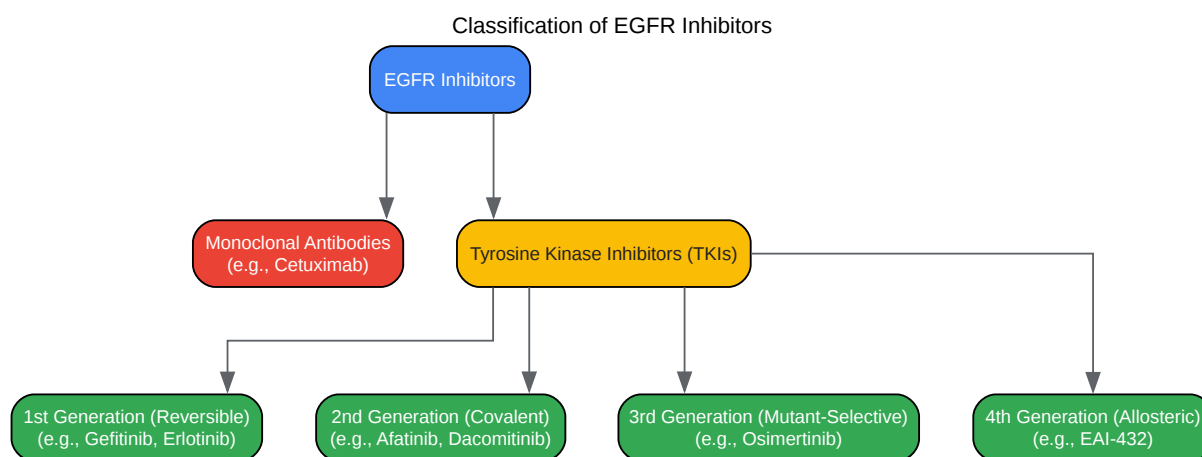 Classification of EGFR Inhibitors
EGFR Inhibitors
Monoclonal Antibodies
(e.g., Cetuximab)
Tyrosine Kinase Inhibitors (TKIs)
1st Generation (Reversible)
(e.g., Gefitinib, Erlotinib)
2nd Generation (Covalent)
(e.g., Afatinib, Dacomitinib)
3rd Generation (Mutant-Selective)
(e.g., Osimertinib)
4th Generation (Allosteric)
(e.g., EAI-432)